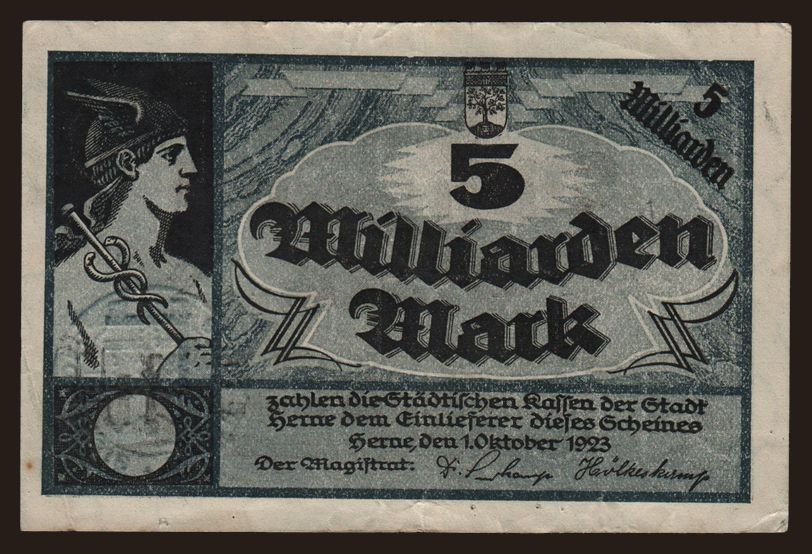 5
Milliarden
5
Milliarden
Mark
zahlen die Städtischen Kassen der Stadt
Herne dem Einlieferer dieses Scheines
Herne, den 1. Oktober 1923
Der Magistrat: